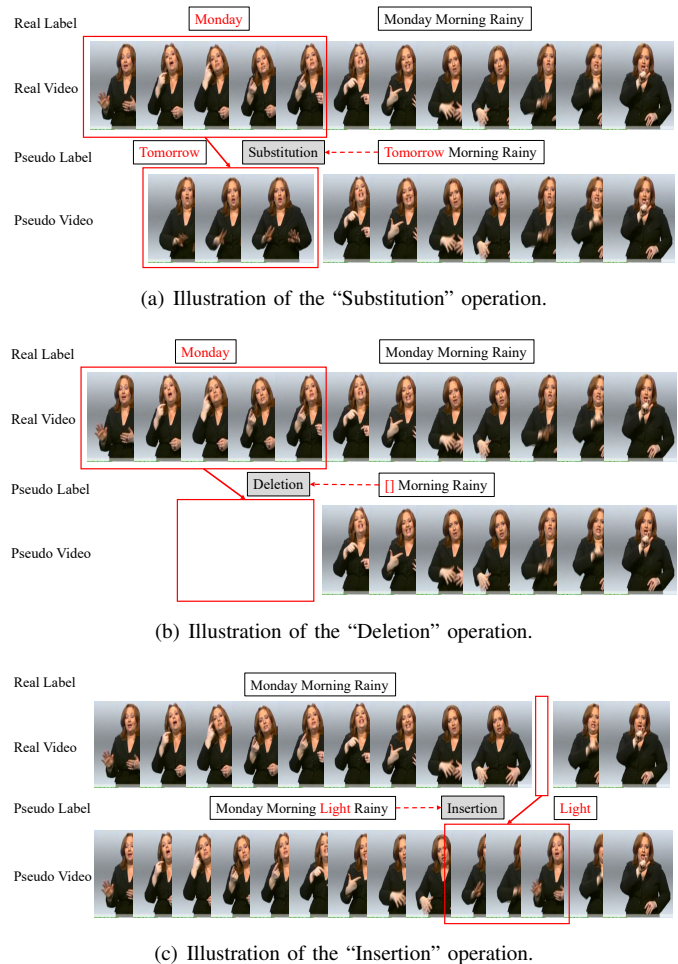 Real Label
Monday
Monday Morning Rainy
Real Video
Pseudo Label
Tomorrow
Substitution
Tomorrow Morning Rainy
Pseudo Video
(a) Illustration of the “Substitution” operation.
Real Label
Monday
Monday Morning Rainy
Real Video
Pseudo Label
Deletion
[] Morning Rainy
Pseudo Video
(b) Illustration of the “Deletion” operation.
Real Label
Monday Morning Rainy
Real Video
Pseudo Label
Monday Morning Light Rainy
Insertion
Light
Pseudo Video
(c) Illustration of the “Insertion” operation.